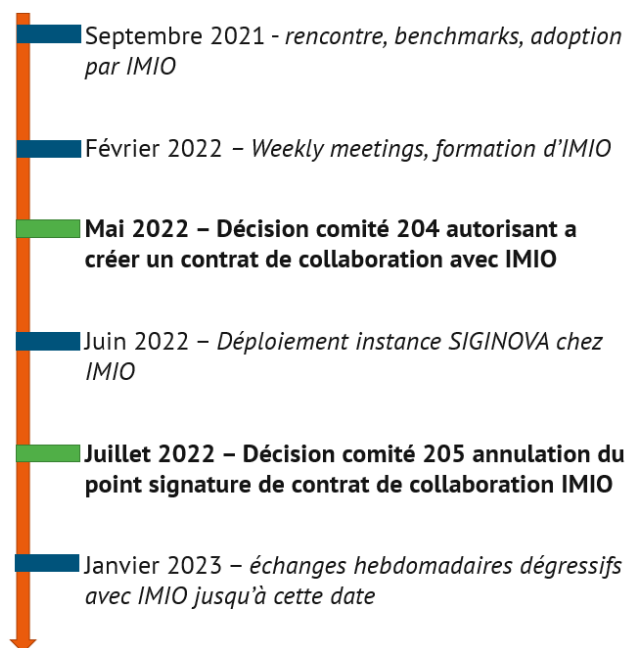 Septembre 2021 - rencontre, benchmarks, adoption
par IMIO
Février 2022 – Weekly meetings, formation d’IMIO
Mai 2022 – Décision comité 204 autorisant a
créer un contrat de collaboration avec IMIO
Juin 2022 – Déploiement instance SIGINOVA chez
IMIO
Juillet 2022 – Décision comité 205 annulation du
point signature de contrat de collaboration IMIO
Janvier 2023 – échanges hebdomadaires dégressifs
avec IMIO jusqu’à cette date